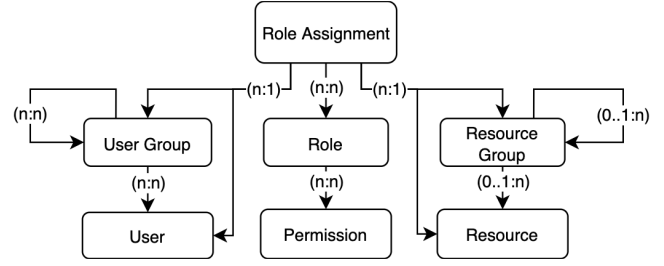 Role Assignment
(n:1)
(n:n)
(n:1)
(n:n)
(0..1:n)
User Group
Role
Resource
Group
(n:n)
(n:n)
(0..1:n)
User
Permission
Resource